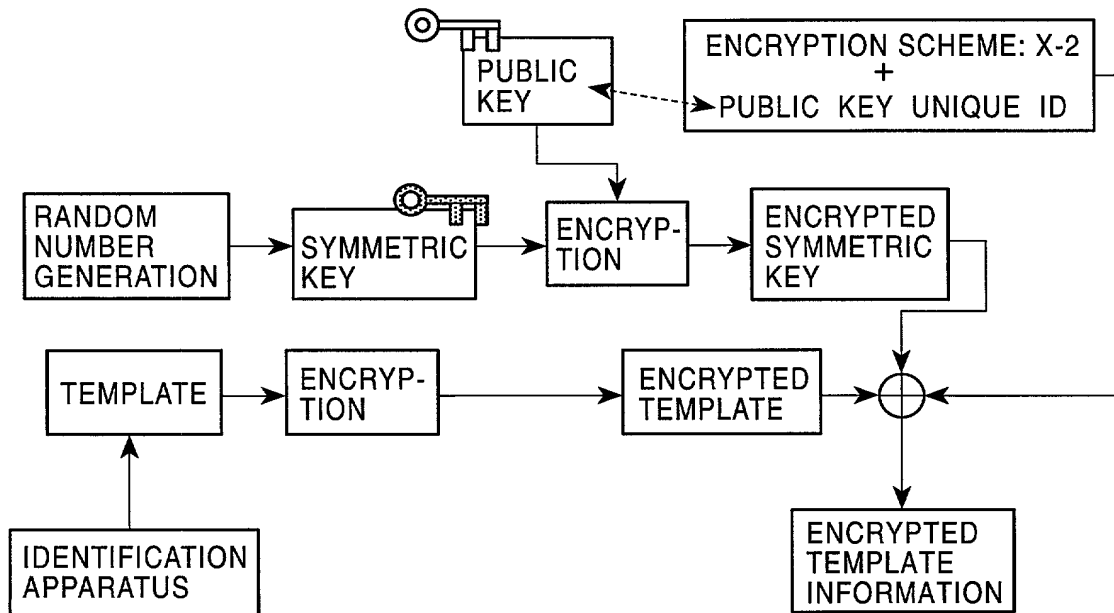 PUBLIC
KEY
ENCRYPTION SCHEME: X-2
+
PUBLIC KEY UNIQUE ID
RANDOM
NUMBER
GENERATION
SYMMETRIC
KEY
ENCRYP-
TION
ENCRYPTED
SYMMETRIC
KEY
TEMPLATE
ENCRYP-
TION
ENCRYPTED
TEMPLATE
IDENTIFICATION
APPARATUS
ENCRYPTED
TEMPLATE
INFORMATION